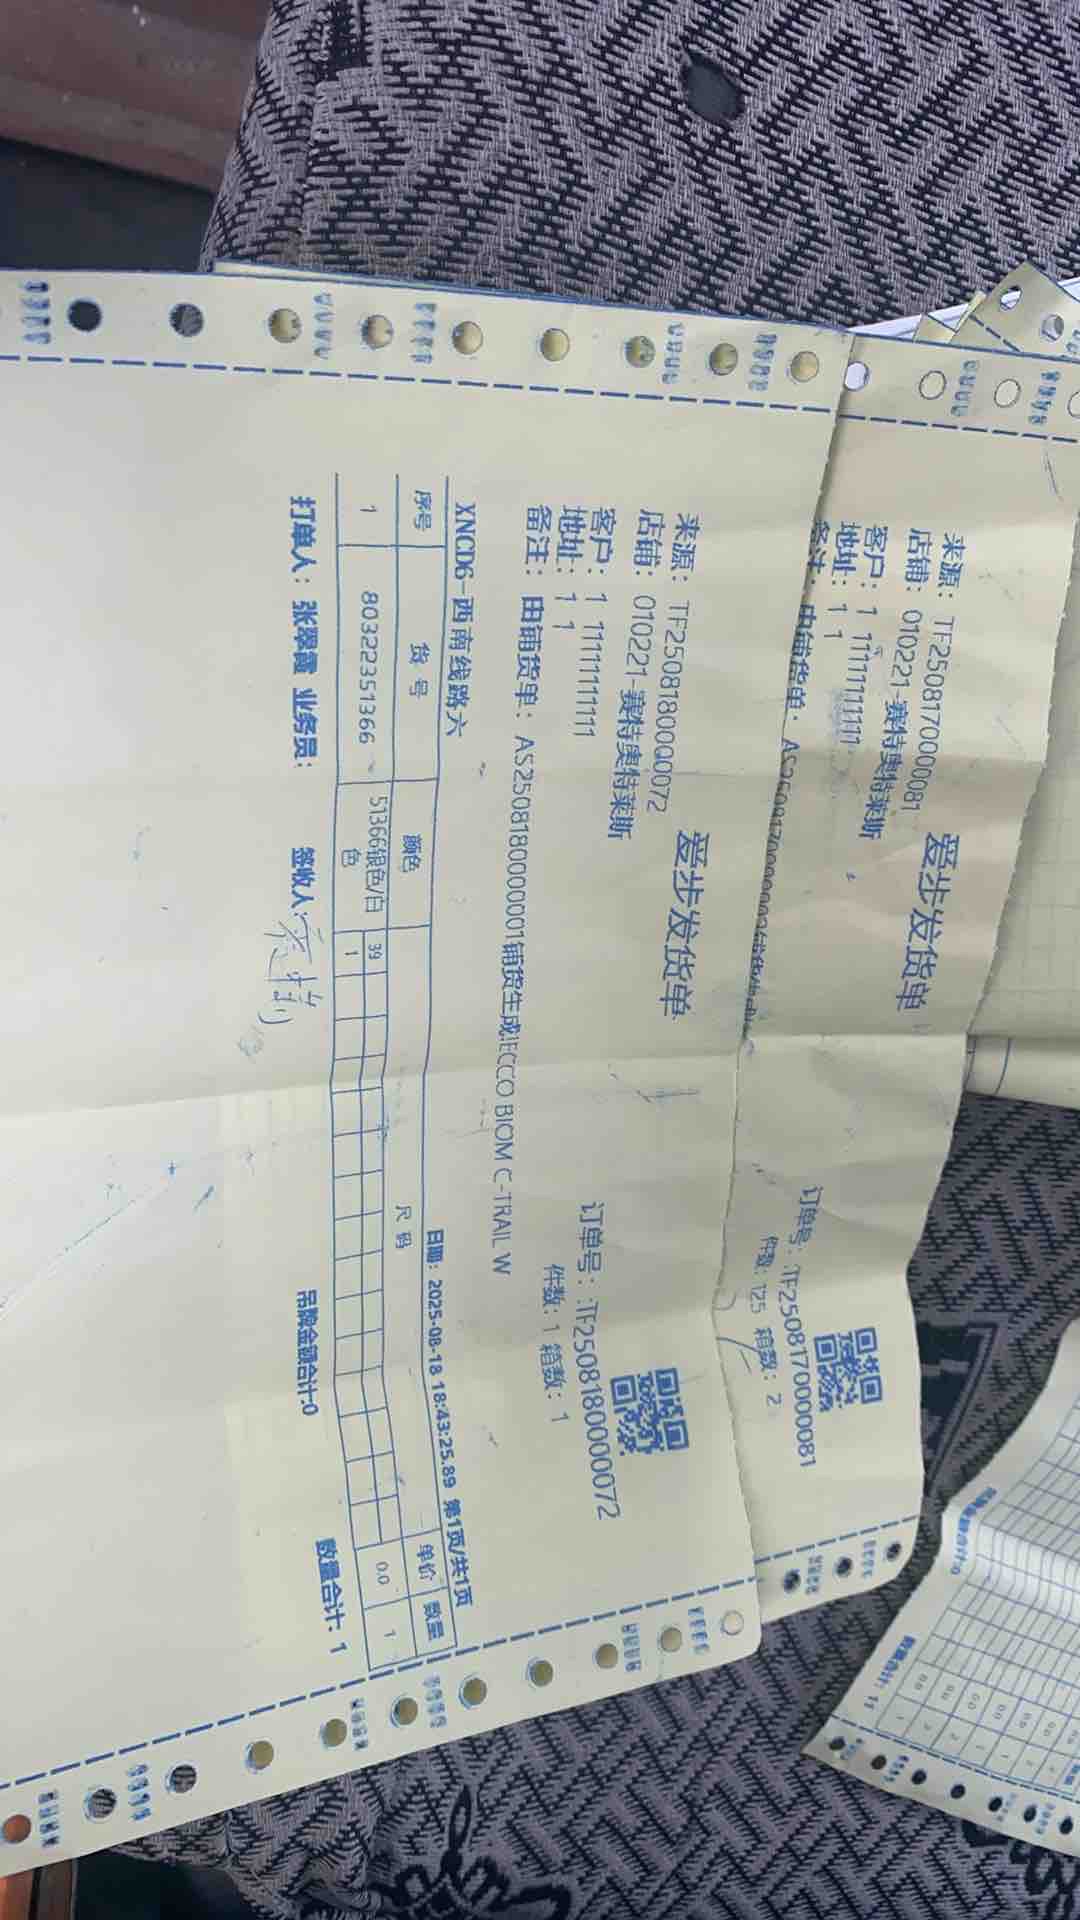 爱步发货单
来源: TF250817000081
店铺: 010221-赛特奥特莱斯
客户: 1 1111111111
地址: 1 1
订单号: :TF250817000081
件数: 125 箱数: 2
爱步发货单
来源: TF250818000072
店铺: 010221-赛特奥特莱斯
客户: 1 1111111111
地址: 1 1
备注: 由铺货单: AS250818000001铺货生成!ECCO BIOM C-TRAIL W
订单号: :TF250818000072
件数: 1 箱数: 1
XNCD6-西南线路六 日期: 2025-08-18 18:43:25.89 第1页/共1页
序号 货号 颜色 尺码 单价 数量
1 80322351366 51366银色/白色 39 0.0 1
1
打单人: 张翠霞 业务员: 签收人: 吊牌金额合计:0 数量合计: 1